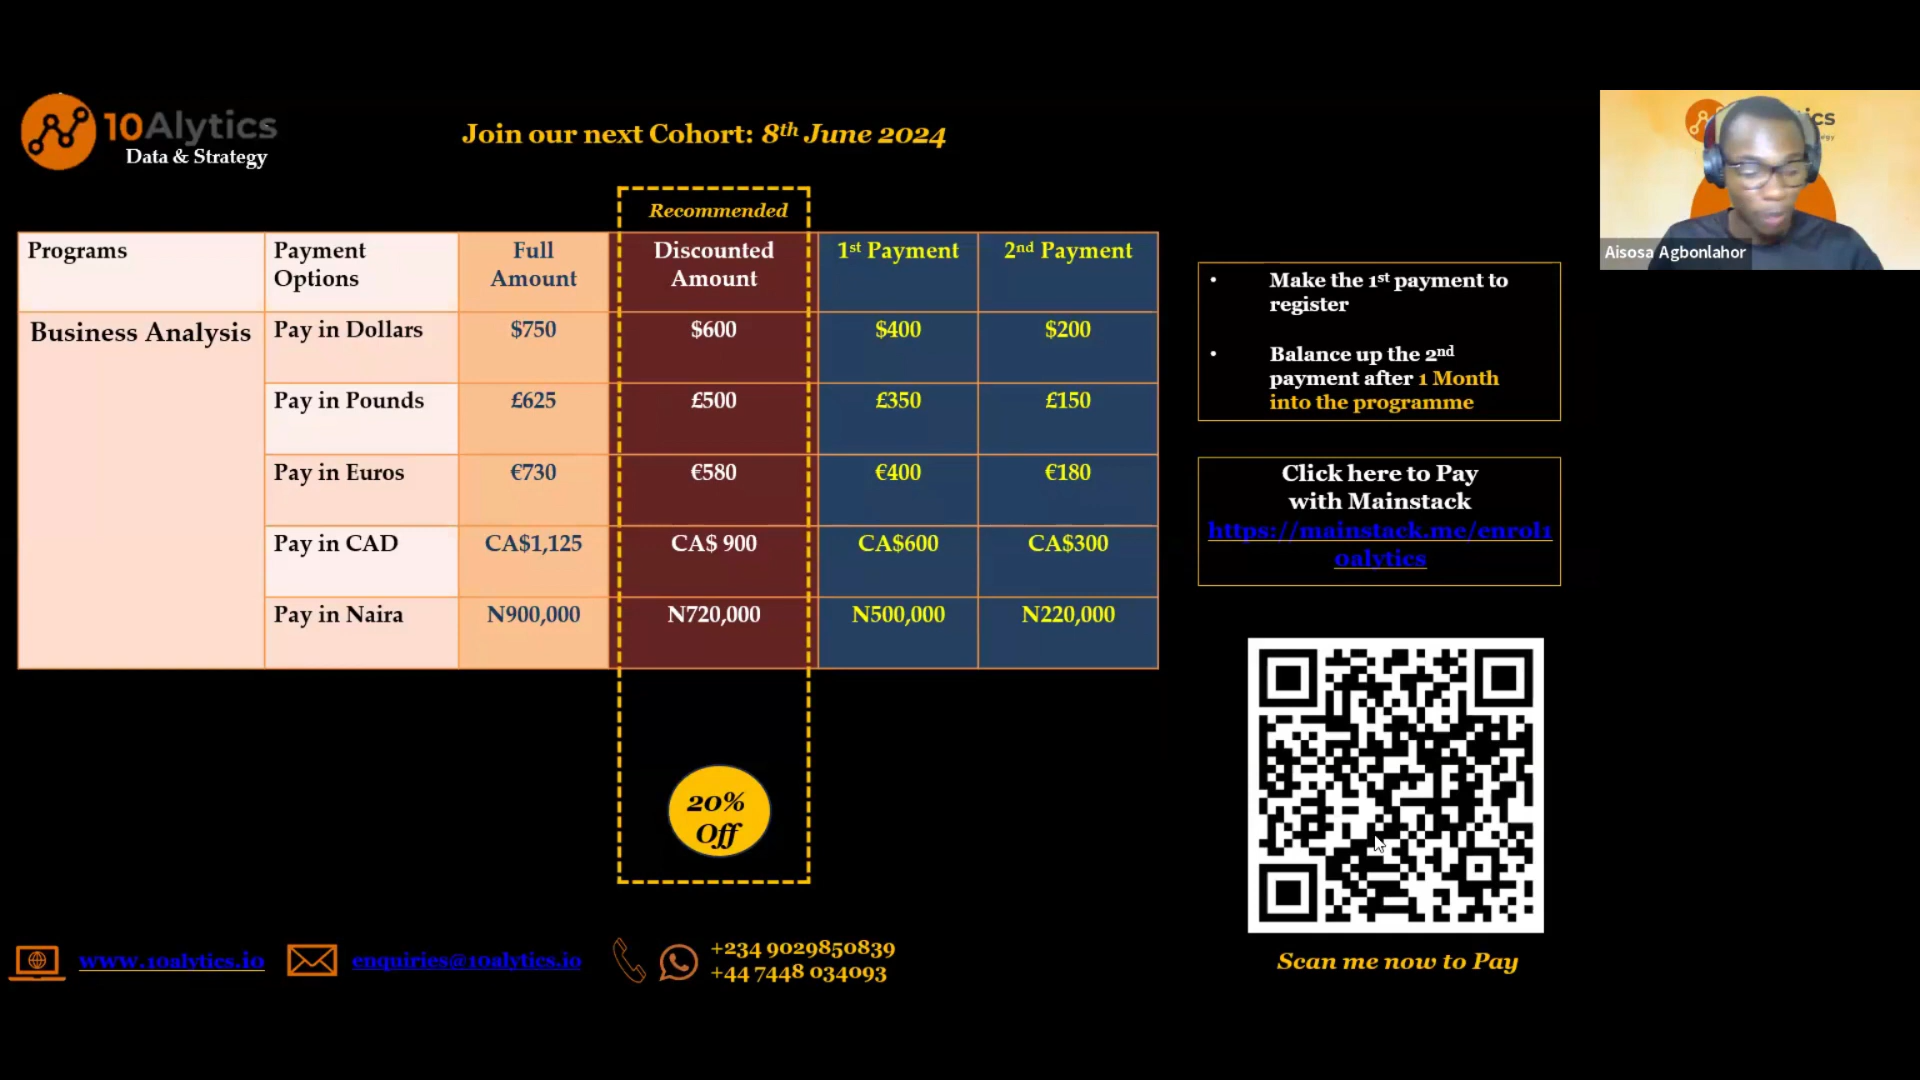 10Alytics
Data & Strategy
Join our next Cohort: 8th June 2024
Recommended
Programs
Payment
Options
Full
Amount
Discounted
Amount
1st Payment
2nd Payment
Business Analysis
Pay in Dollars
$750
$600
$400
$200
Pay in Pounds
£625
£500
£350
£150
Pay in Euros
€730
€580
€400
€180
Pay in CAD
CA$1,125
CA$ 900
CA$600
CA$300
Pay in Naira
N900,000
N720,000
N500,000
N220,000
20%
Off
• Make the 1st payment to
register
• Balance up the 2nd
payment after 1 Month
into the programme
Click here to Pay
with Mainstack
https://mainstack.me/enrol1
0alytics
Scan me now to Pay
www.10alytics.io
enquiries@10alytics.io
+234 9029850839
+44 7448 034093
Aisosa Agbonlahor